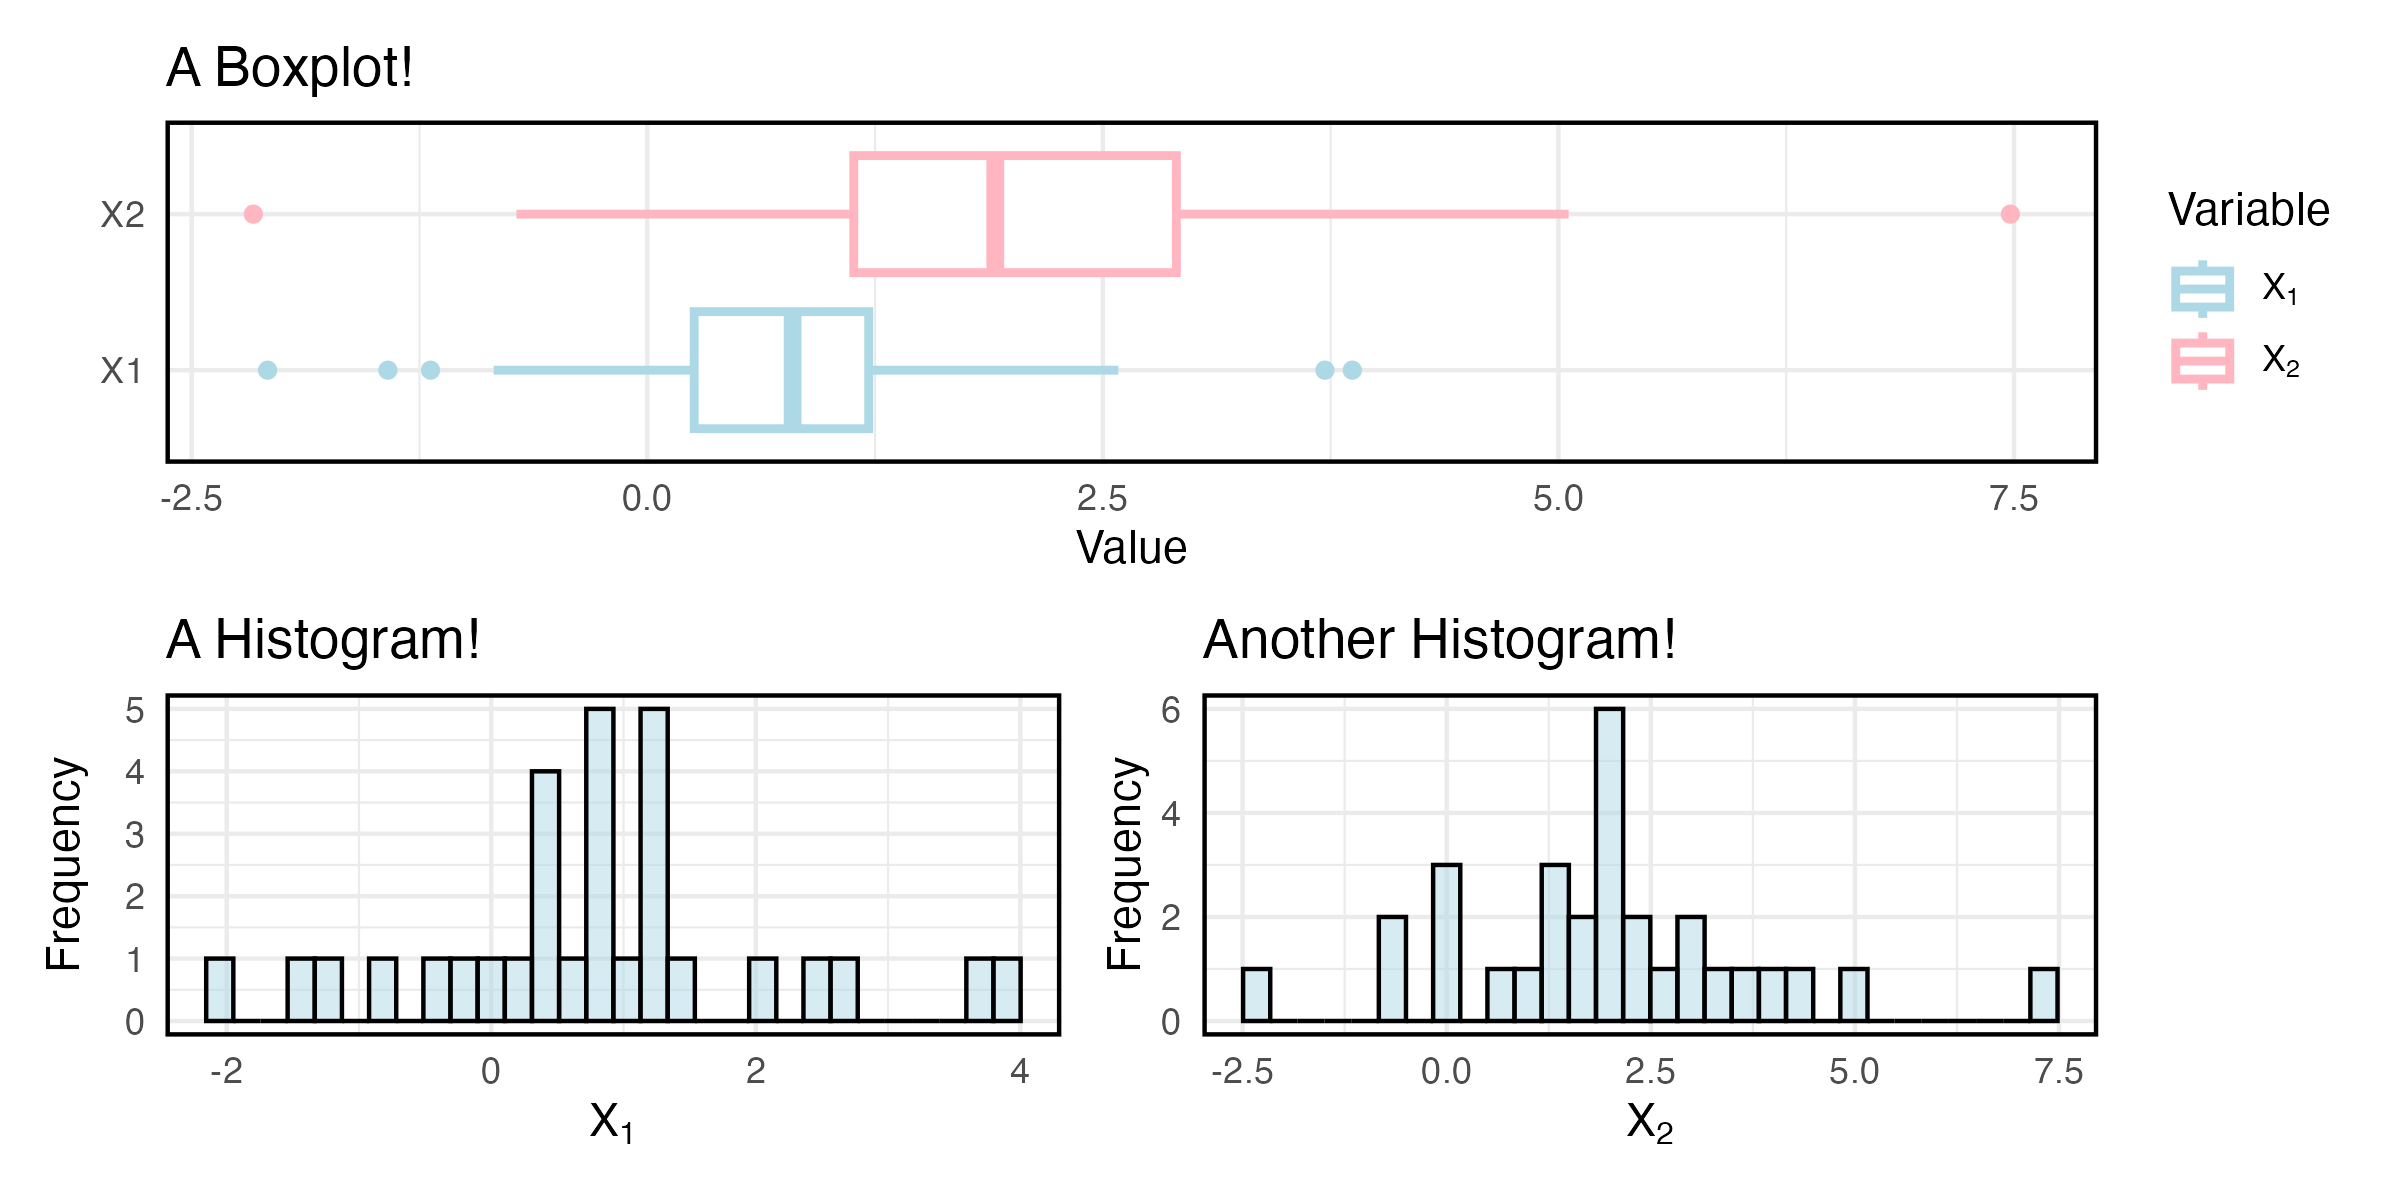 A Boxplot!
X2
X1
-2.5 0.0 2.5 5.0 7.5
Value
Variable
X₁
X₂
A Histogram!
Frequency
5
4
3
2
1
0
-2 0 2 4
X₁
Another Histogram!
Frequency
6
4
2
0
-2.5 0.0 2.5 5.0 7.5
X₂